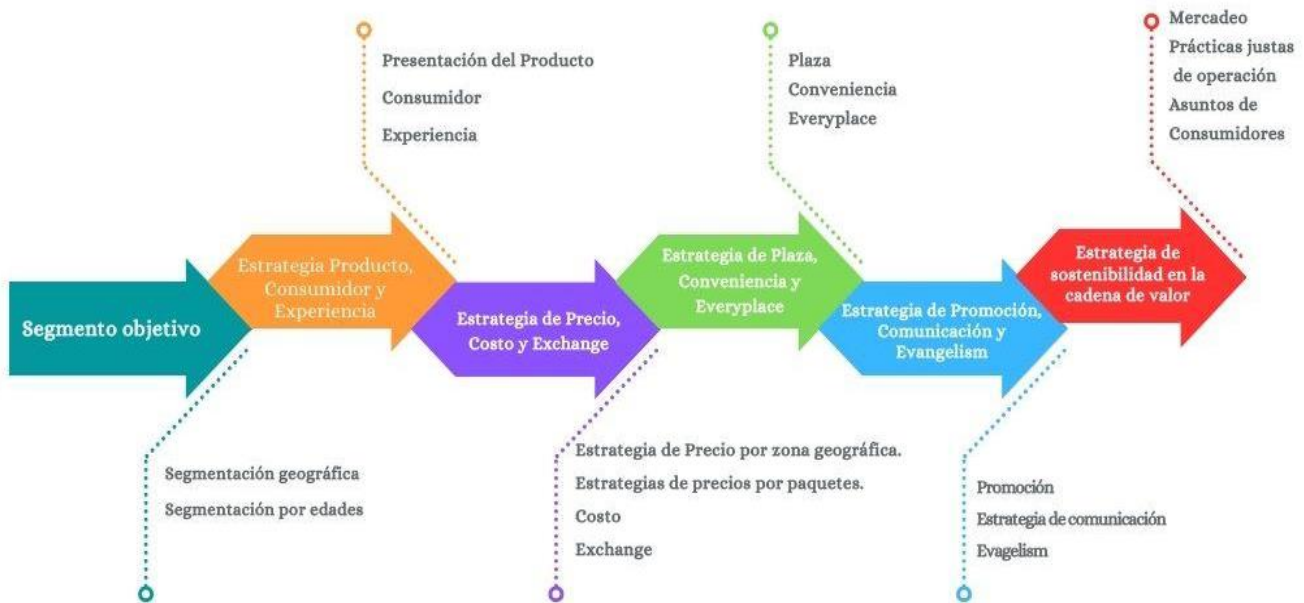 Mercadeo
Prácticas justas
de operación
Asuntos de
Consumidores
Presentación del Producto
Consumidor
Experiencia
Plaza
Conveniencia
Everyplace
Segmento objetivo
Estrategia Producto,
Consumidor y
Experiencia
Estrategia de Precio,
Costo y Exchange
Estrategia de Plaza,
Conveniencia y
Everyplace
Estrategia de Promoción,
Comunicación y
Evangelism
Estrategia de
sostenibilidad en la
cadena de valor
Segmentación geográfica
Segmentación por edades
Estrategia de Precio por zona geográfica.
Estrategias de precios por paquetes.
Costo
Exchange
Promoción
Estrategia de comunicación
Evagelism